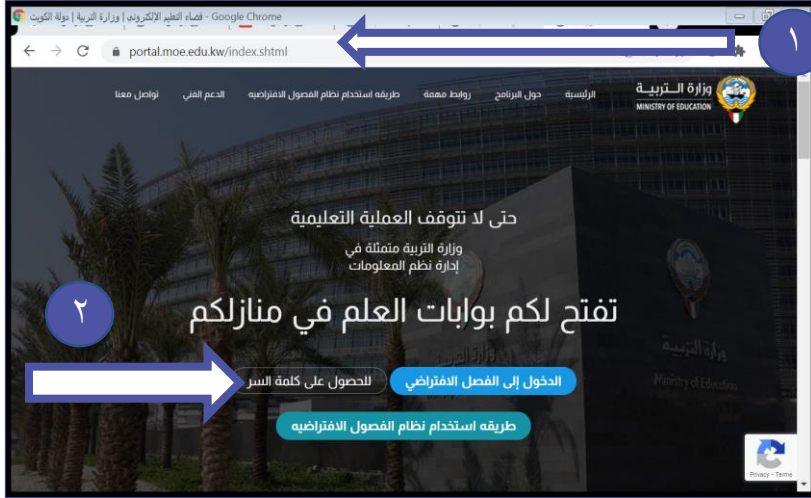 فضاء التعليم الإلكتروني | وزارة التربية | دولة الكويت - Google Chrome
portal.moe.edu.kw/index.shtml
١
وزارة الــتربيــة
MINISTRY OF EDUCATION
الرئيسية حول البرنامج روابط مهمة طريقه استخدام نظام الفصول الافتراضيه الدعم الفني تواصل معنا
حتى لا تتوقف العملية التعليمية
وزارة التربية متمثلة في
إدارة نظم المعلومات
تفتح لكم بوابات العلم في منازلكم
٢
وزارة التربية
Ministry of Education
الدخول إلى الفصل الافتراضي للحصول على كلمة السر
طريقه استخدام نظام الفصول الافتراضيه
Privacy - Terms